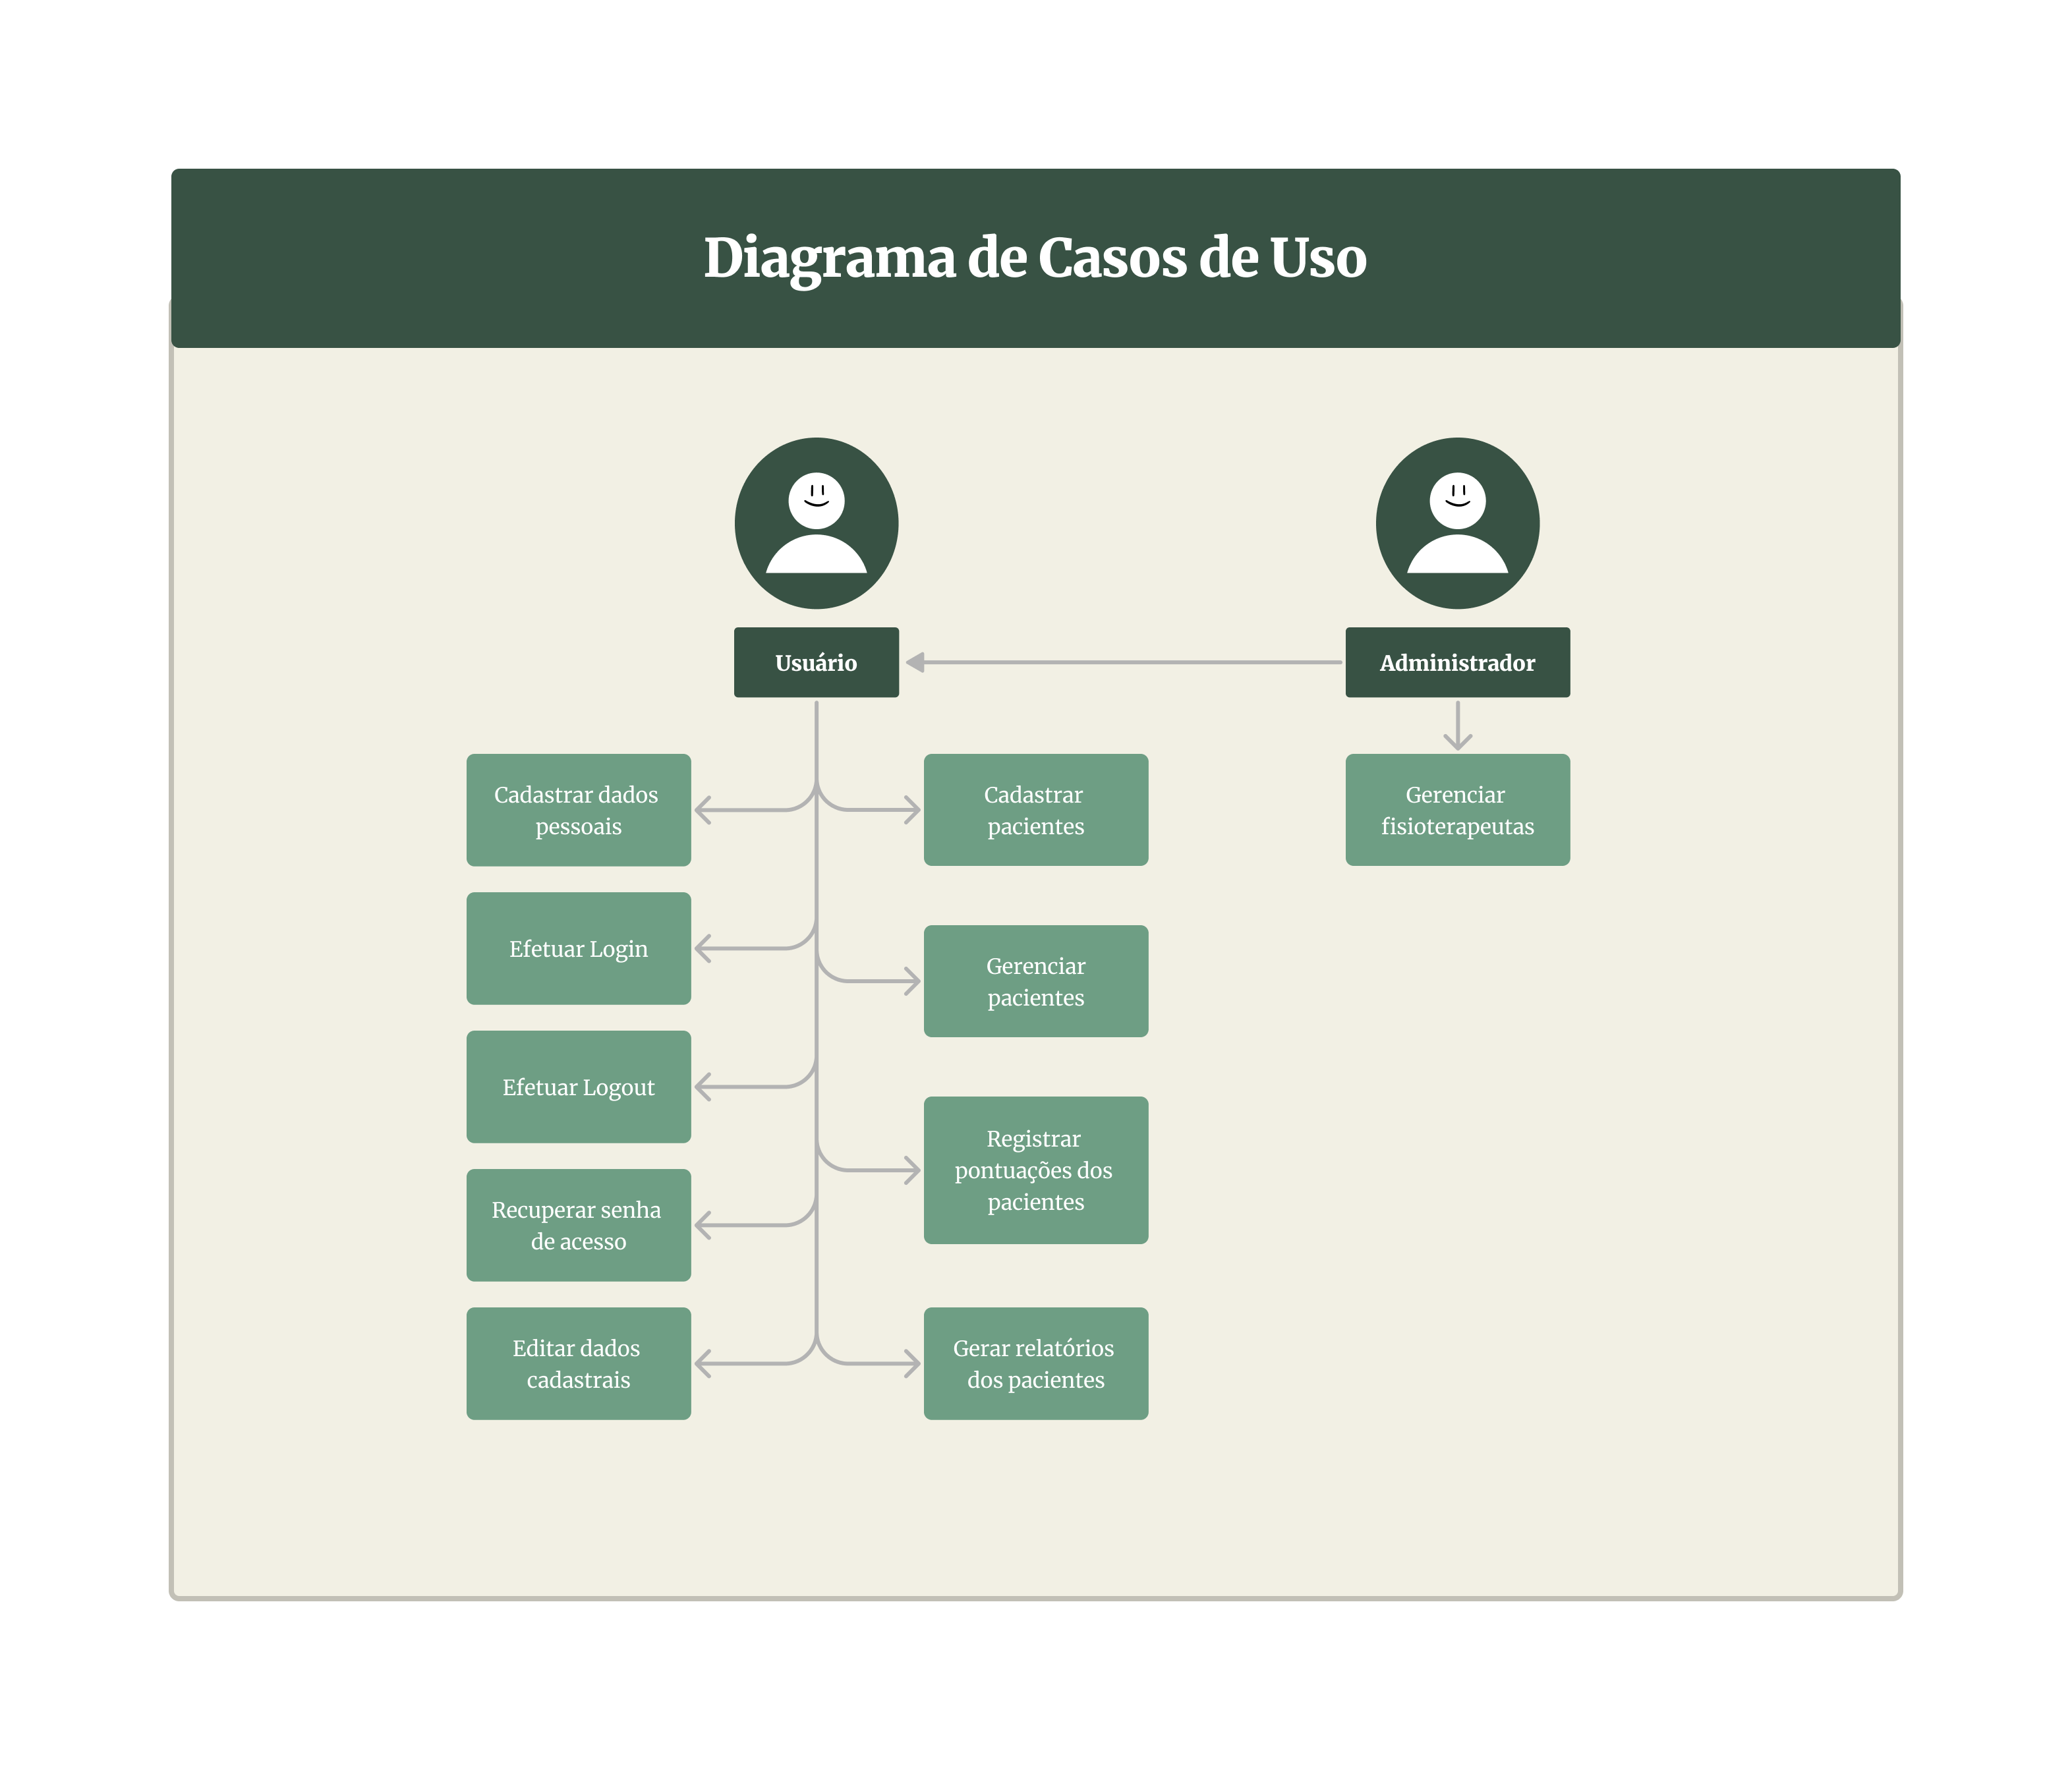 Diagrama de Casos de Uso
Usuário
Administrador
Cadastrar dados
pessoais
Efetuar Login
Efetuar Logout
Recuperar senha
de acesso
Editar dados
cadastrais
Cadastrar
pacientes
Gerenciar
pacientes
Registrar
pontuações dos
pacientes
Gerar relatórios
dos pacientes
Gerenciar
fisioterapeutas